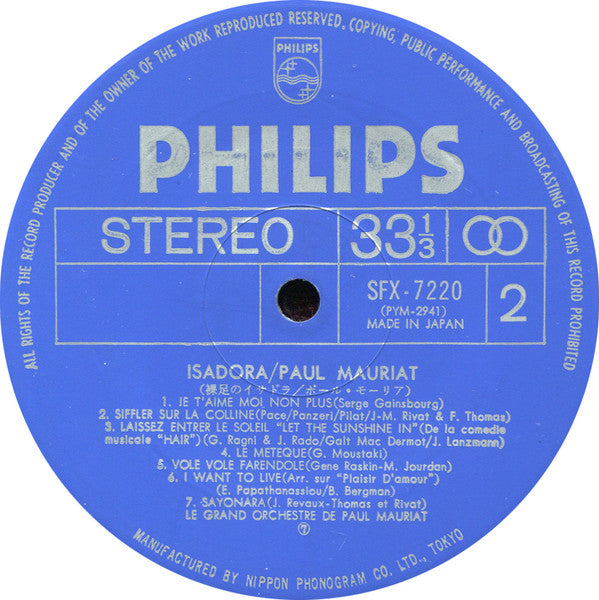 ALL RIGHTS OF THE RECORD PRODUCER AND OF THE OWNER OF THE WORK REPRODUCED RESERVED. COPYING, PUBLIC PERFORMANCE AND BROADCASTING OF THIS RECORD PROHIBITED
PHILIPS
PHILIPS
STEREO 33 1/3
SFX-7220
(PYM-2941)
MADE IN JAPAN
2
ISADORA/PAUL MAURIAT
(裸足のイサドラ/ポール・モーリア)
1. JE T'AIME MOI NON PLUS(Serge Gainsbourg)
2. SIFFLER SUR LA COLLINE(Pace/Panzeri/Pilat/J-M. Rivat & F. Thomas)
3. LAISSEZ ENTRER LE SOLEIL "LET THE SUNSHINE IN"(De la comedie
musicale "HAIR")(G. Ragni & J. Rado/Galt Mac Dermot/J. Lanzmann)
4. LE METEQUE(G. Moustaki)
5. VOLE VOLE FARENDOLE(Gene Raskin-M. Jourdan)
6. I WANT TO LIVE(Arr. sur "Plaisir D'amour")
(E. Papathanassiou/B. Bergman)
7. SAYONARA(J. Revaux-Thomas et Rivat)
LE GRAND ORCHESTRE DE PAUL MAURIAT
⑦
MANUFACTURED BY NIPPON PHONOGRAM CO. LTD., TOKYO